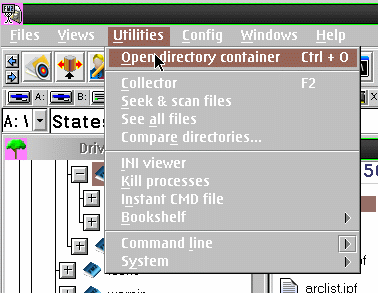 Files Views Utilities Config Windows Help
Open directory container Ctrl + O
A:
A: \ States
Collector F2
Seek & scan files
See all files
Compare directories...
Driv
INI viewer
Kill processes
Instant CMD file
Bookshelf
Command line
System
arclist.ipf